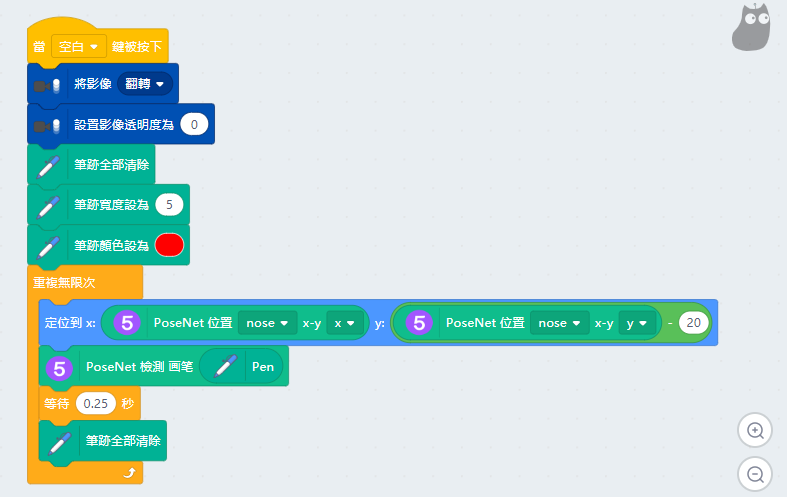 當 空白 鍵被按下
將影像 翻轉
設置影像透明度為 0
筆跡全部清除
筆跡寬度設為 5
筆跡顏色設為
重複無限次
定位到 x: 5 PoseNet 位置 nose x-y x y: 5 PoseNet 位置 nose x-y y - 20
5 PoseNet 檢測 画笔 Pen
等待 0.25 秒
筆跡全部清除